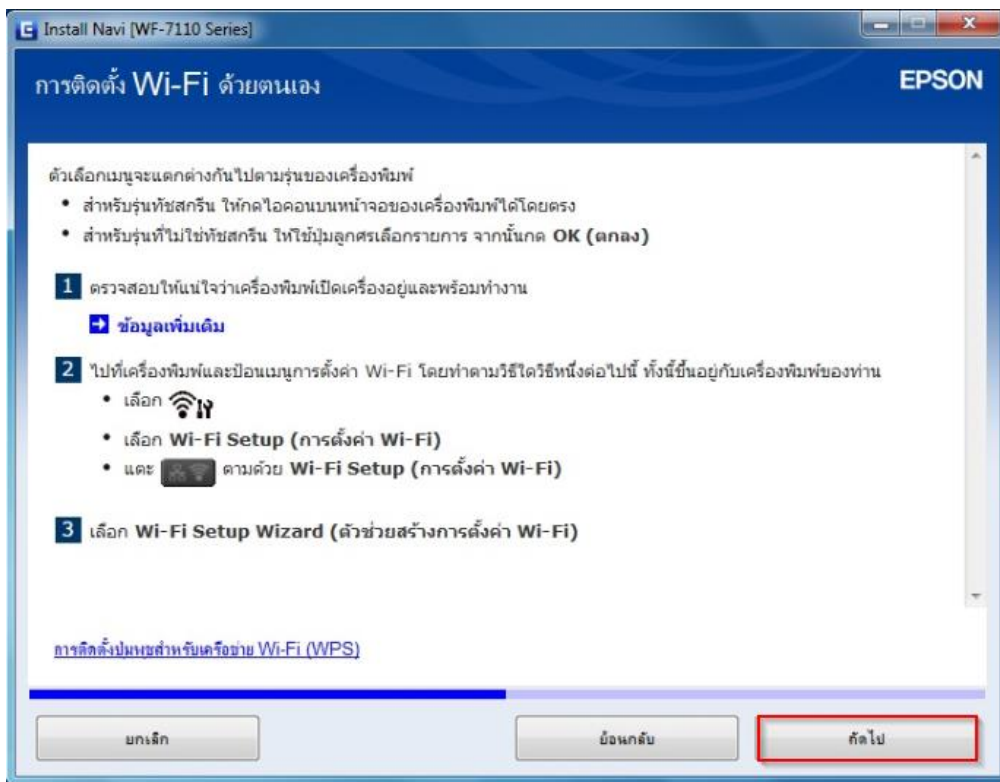 Install Navi [WF-7110 Series]
การติดตั้ง Wi-Fi ด้วยตนเอง
EPSON
ตัวเลือกเมนูจะแตกต่างกันไปตามรุ่นของเครื่องพิมพ์
• สำหรับรุ่นทัชสกรีน ให้กดไอคอนบนหน้าจอของเครื่องพิมพ์ได้โดยตรง
• สำหรับรุ่นที่ไม่ใช่ทัชสกรีน ให้ใช้ปุ่มลูกศรเลือกรายการ จากนั้นกด OK (ตกลง)
1 ตรวจสอบให้แน่ใจว่าเครื่องพิมพ์เปิดเครื่องอยู่และพร้อมทำงาน
ข้อมูลเพิ่มเติม
2 ไปที่เครื่องพิมพ์และป้อนเมนูการตั้งค่า Wi-Fi โดยทำตามวิธีใดวิธีหนึ่งต่อไปนี้ ทั้งนี้ขึ้นอยู่กับเครื่องพิมพ์ของท่าน
• เลือก
• เลือก Wi-Fi Setup (การตั้งค่า Wi-Fi)
• แตะ ตามด้วย Wi-Fi Setup (การตั้งค่า Wi-Fi)
3 เลือก Wi-Fi Setup Wizard (ตัวช่วยสร้างการตั้งค่า Wi-Fi)
การติดตั้งปุ่มพุชสำหรับเครือข่าย Wi-Fi (WPS)
ยกเลิก
ย้อนกลับ
ถัดไป